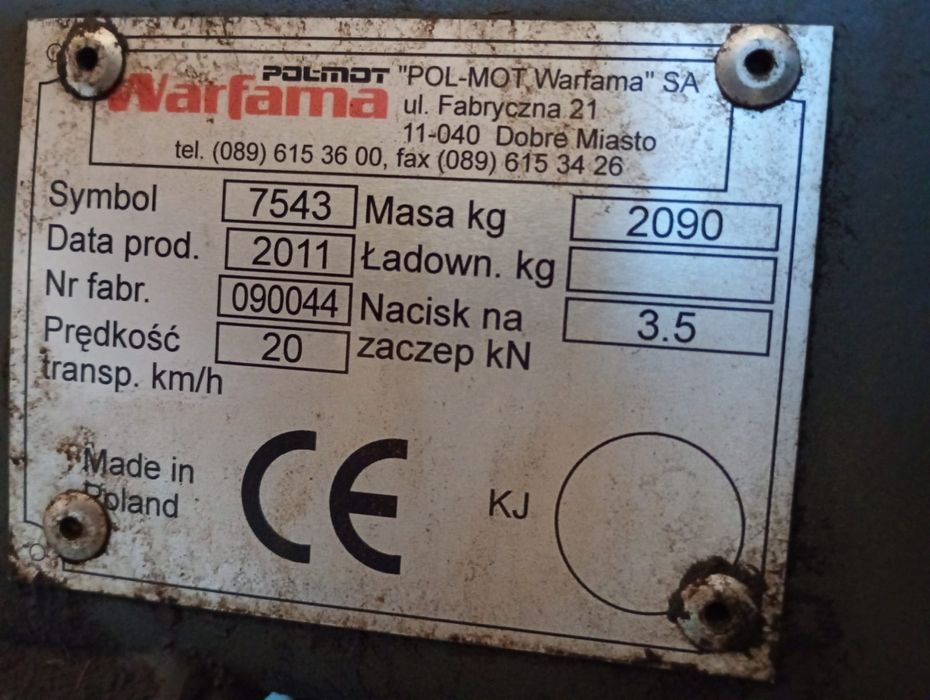 POL-MOT
Warfama
"POL-MOT Warfama" SA
ul. Fabryczna 21
11-040 Dobre Miasto
tel. (089) 615 36 00, fax (089) 615 34 26
Symbol 7543 Masa kg 2090
Data prod. 2011 Ładown. kg
Nr fabr. 090044 Nacisk na zaczep kN 3.5
Prędkość transp. km/h 20
Made in
Poland
CE
KJ